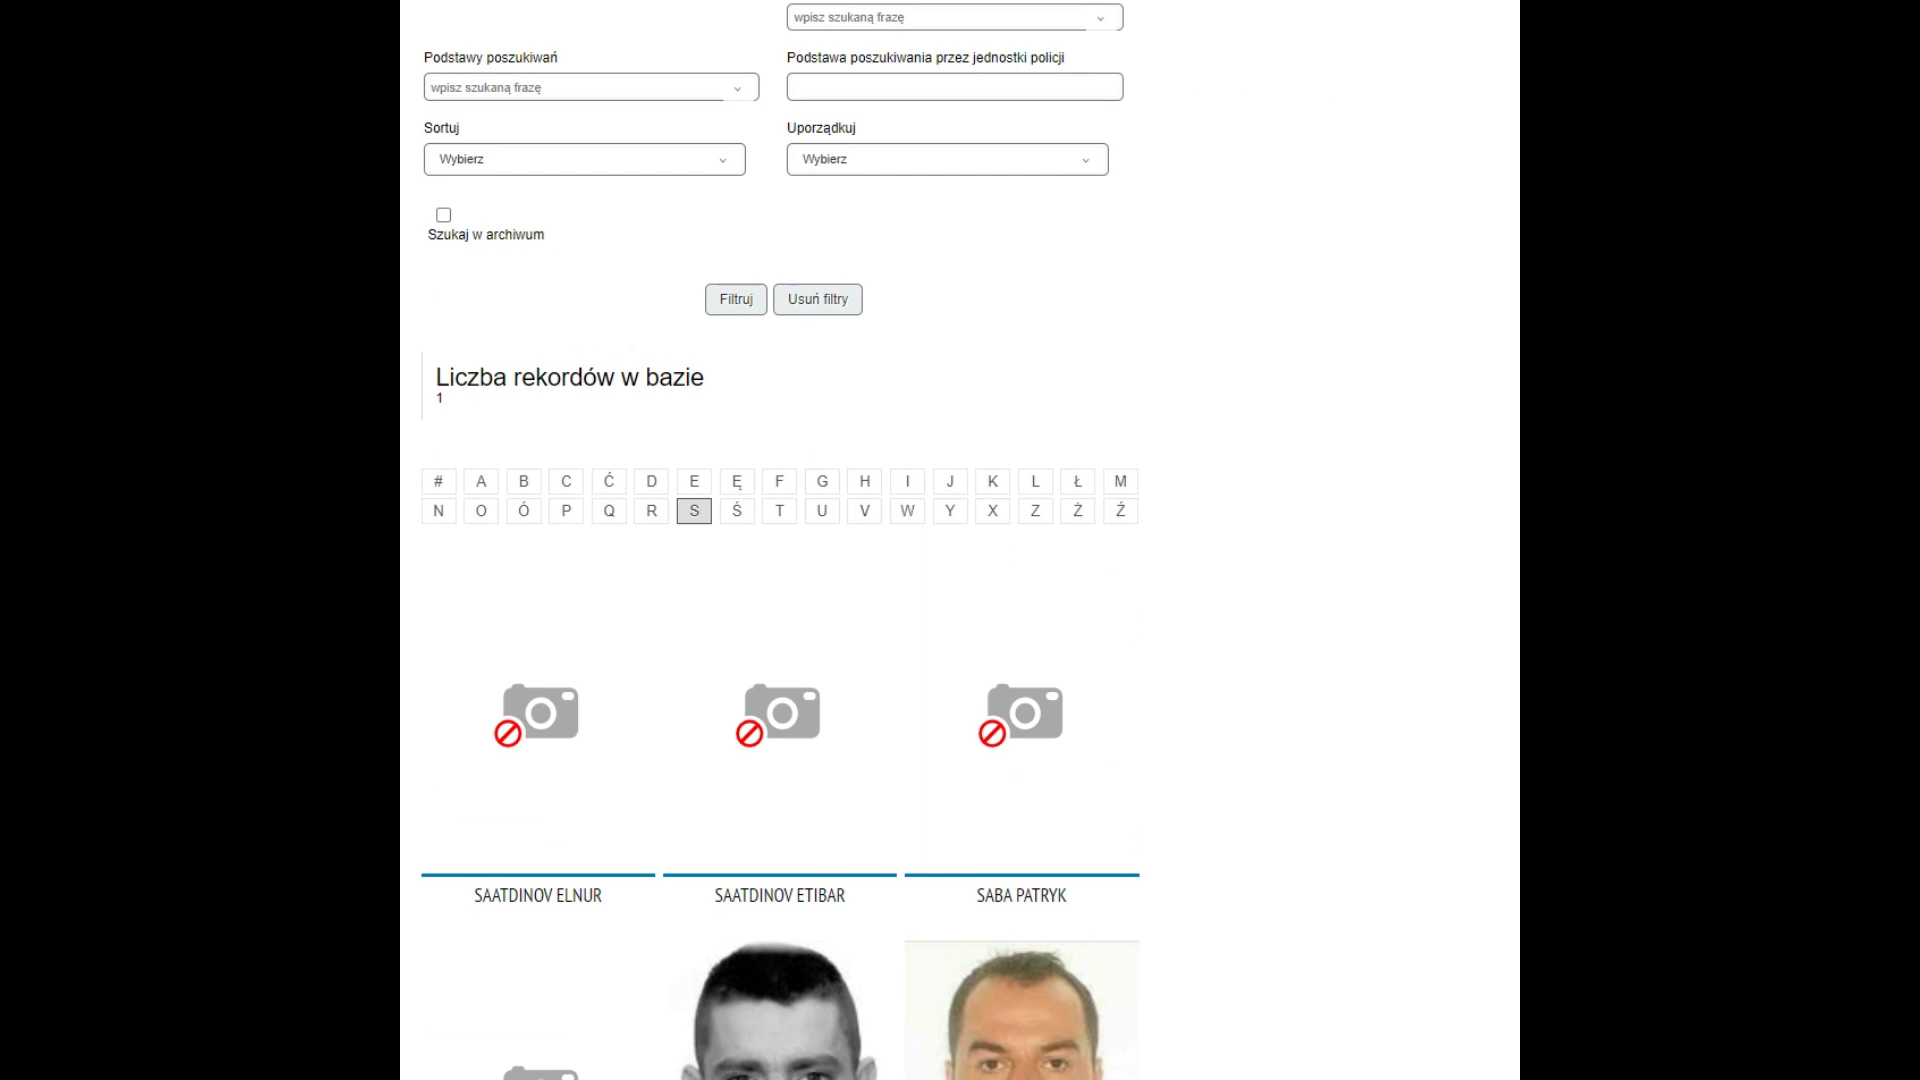 wpisz szukaną frazę
Podstawy poszukiwań
Podstawa poszukiwania przez jednostki policji
wpisz szukaną frazę
Sortuj
Uporządkuj
Wybierz
Wybierz
Szukaj w archiwum
Filtruj
Usuń filtry
Liczba rekordów w bazie
1
# A B C Ć D E Ę F G H I J K L Ł M
N O Ó P Q R S Ś T U V W Y X Z Ż Ź
SAATDINOV ELNUR
SAATDINOV ETIBAR
SABA PATRYK